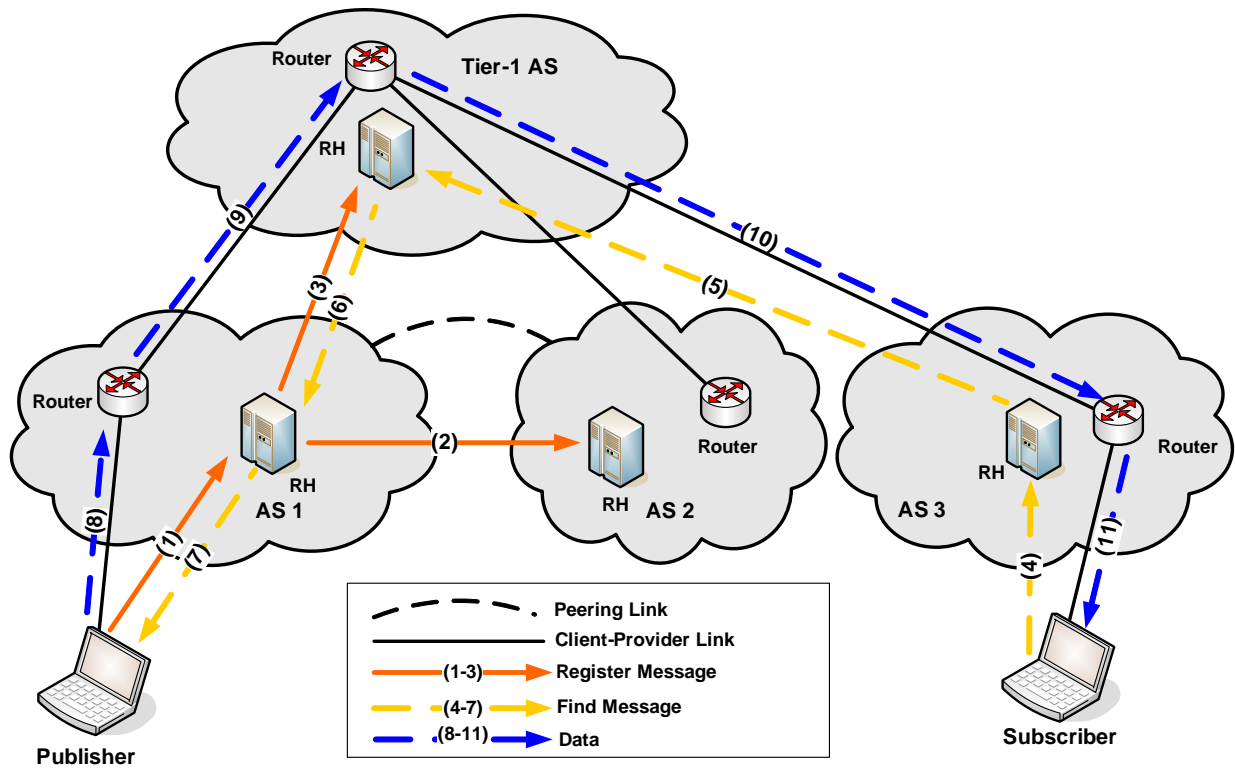 Router
Tier-1 AS
RH
(9)
(10)
(3)
(6)
(5)
Router
(2)
Router
Router
RH
RH
RH
AS 1
AS 2
AS 3
(8)
(1)
(7)
(4)
(11)
Peering Link
Client-Provider Link
(1-3) Register Message
(4-7) Find Message
(8-11) Data
Publisher
Subscriber